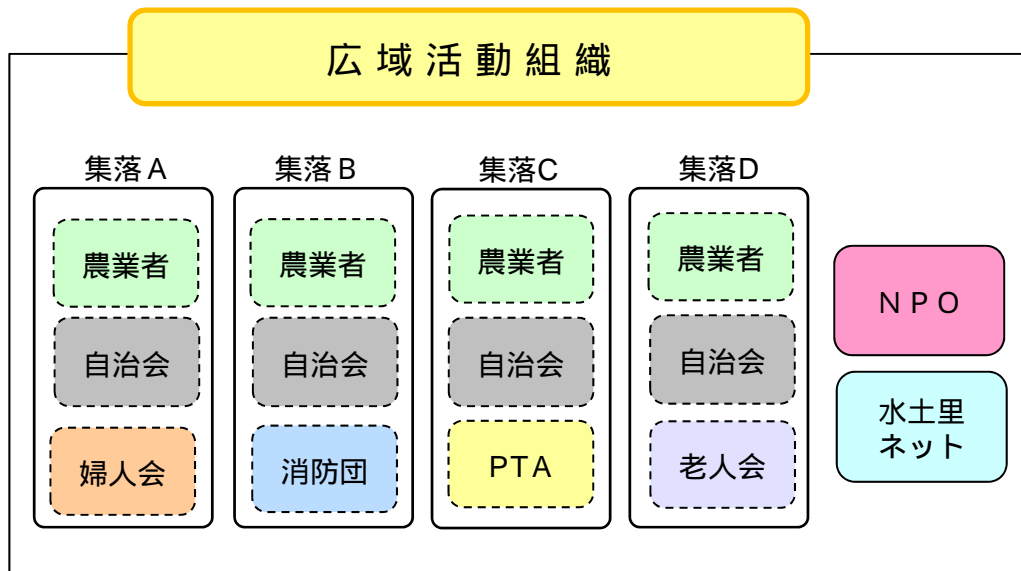 広域活動組織
集落A
集落B
集落C
集落D
農業者
農業者
農業者
農業者
自治会
自治会
自治会
自治会
婦人会
消防団
PTA
老人会
NPO
水土里
ネット